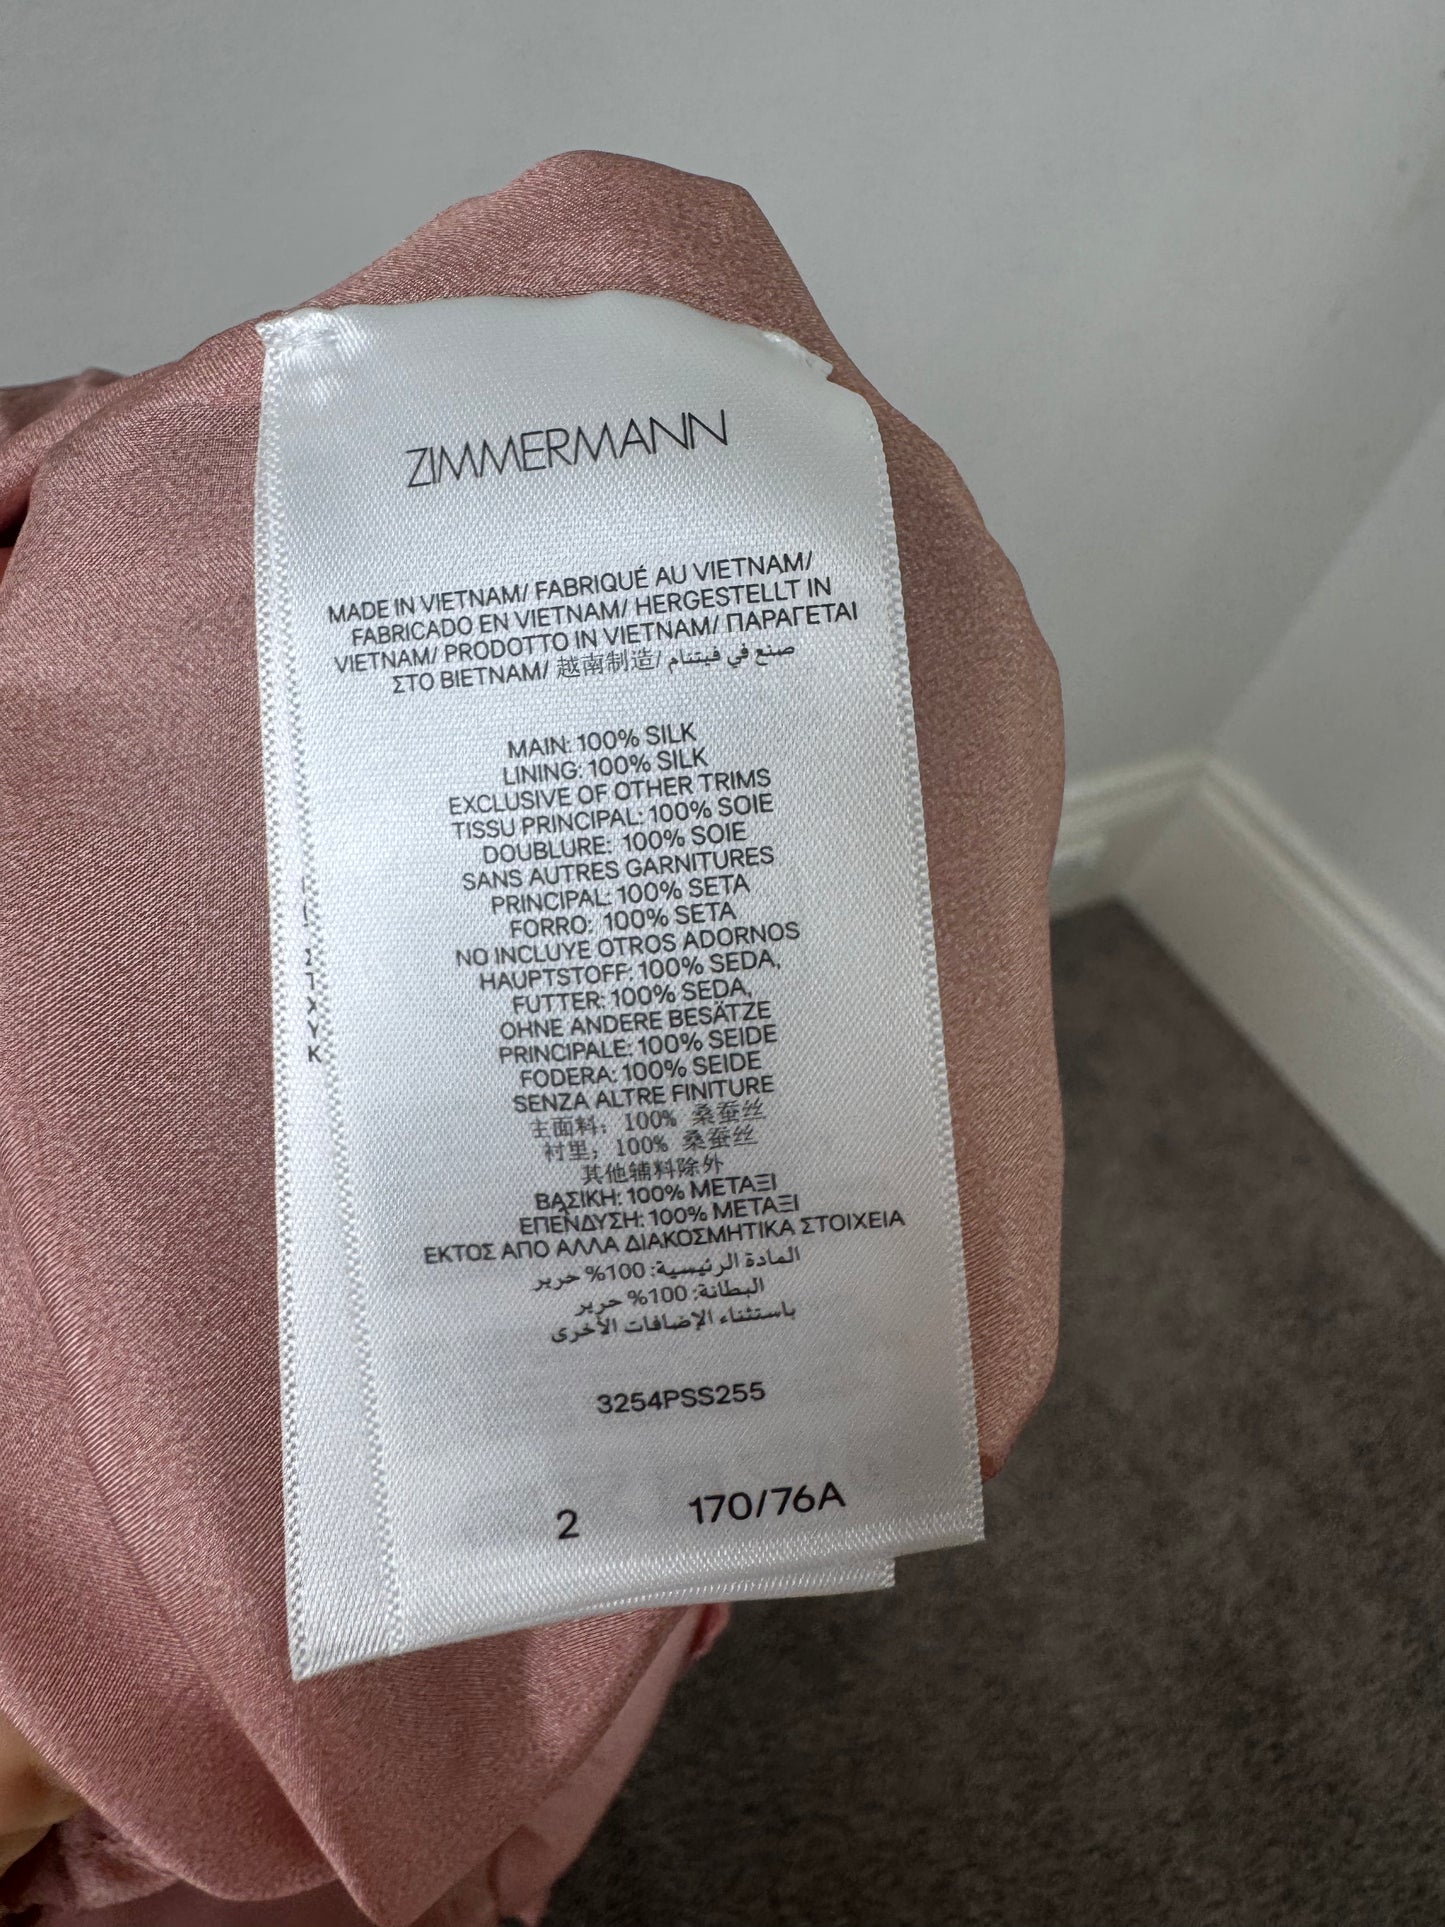 ZIMMERMANN
MADE IN VIETNAM/ FABRIQUÉ AU VIETNAM/
FABRICADO EN VIETNAM/ HERGESTELLT IN
VIETNAM/ PRODOTTO IN VIETNAM/ ΠΑΡΑΓΕΤΑΙ
ΣΤΟ ΒΙΕΤΝΑΜ/ 越南制造/ صنع في فيتنام
MAIN: 100% SILK
LINING: 100% SILK
EXCLUSIVE OF OTHER TRIMS
TISSU PRINCIPAL: 100% SOIE
DOUBLURE: 100% SOIE
SANS AUTRES GARNITURES
PRINCIPAL: 100% SETA
FORRO: 100% SETA
NO INCLUYE OTROS ADORNOS
HAUPTSTOFF: 100% SEDA,
FUTTER: 100% SEDA,
OHNE ANDERE BESÄTZE
PRINCIPALE: 100% SEIDE
FODERA: 100% SEIDE
SENZA ALTRE FINITURE
主面料: 100% 桑蚕丝
衬里: 100% 桑蚕丝
其他辅料除外
ΒΑΣΙΚΗ: 100% ΜΕΤΑΞΙ
ΕΠΕΝΔΥΣΗ: 100% ΜΕΤΑΞΙ
ΕΚΤΟΣ ΑΠΟ ΑΛΛΑ ΔΙΑΚΟΣΜΗΤΙΚΑ ΣΤΟΙΧΕΙΑ
المادة الرئيسية: 100% حرير
البطانة: 100% حرير
باستثناء الإضافات الأخرى
3254PSS255
2 170/76A